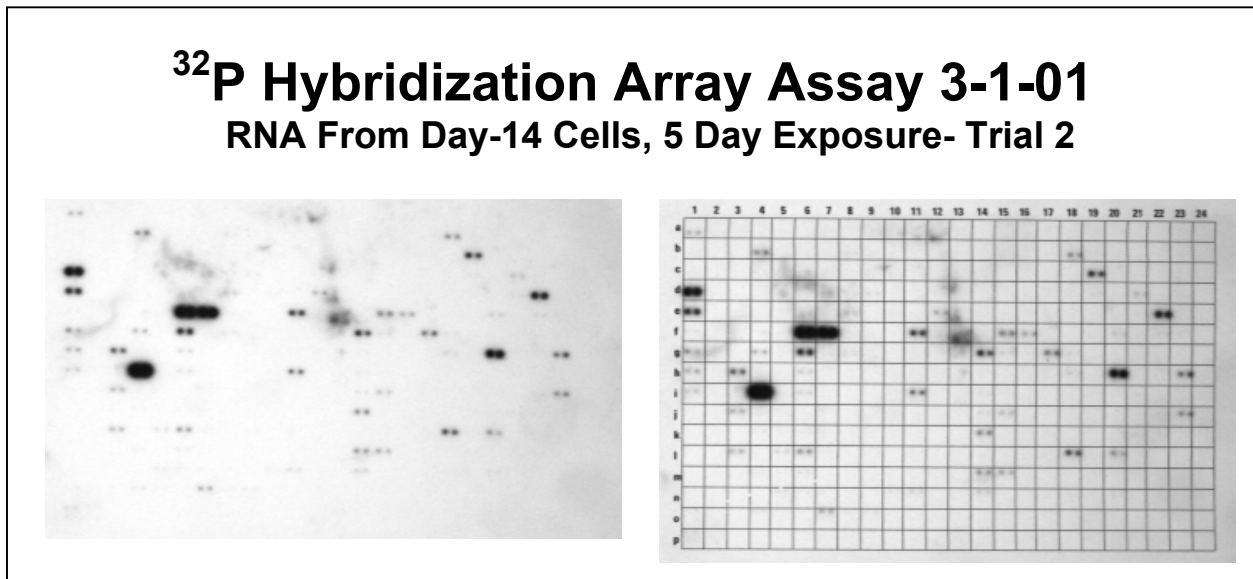 ³²P Hybridization Array Assay 3-1-01
RNA From Day-14 Cells, 5 Day Exposure- Trial 2
1 2 3 4 5 6 7 8 9 10 11 12 13 14 15 16 17 18 19 20 21 22 23 24
a
b
c
d
e
f
g
h
i
j
k
l
m
n
o
p